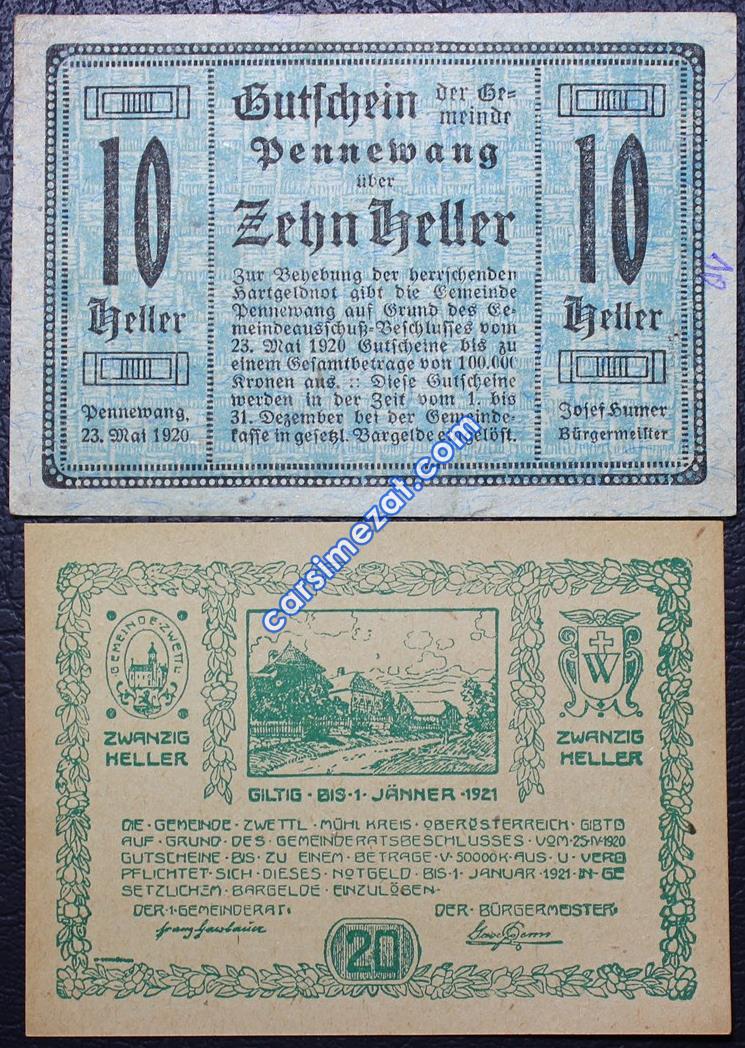 10
Heller
Pennewang,
23. Mai 1920
Gutschein der Ge=
meinde
Pennewang
über
Zehn Heller
Zur Behebung der herrschenden
Hartgeldnot gibt die Gemeinde
Pennewang auf Grund des Ge-
meindeausschuß-Beschlusses vom
23. Mai 1920 Gutscheine bis zu
einem Gesamtbetrage von 100.000
Kronen aus. :: Diese Gutscheine
werden in der Zeit vom 1. bis
31. Dezember bei der Gemeinde-
kasse in gesetzl. Bargelde eingelöst.
10
Heller
Josef Humer
Bürgermeister
carsimezat.com
GEMEINDE·ZWETTL
ZWANZIG
HELLER
W
ZWANZIG
HELLER
GILTIG · BIS · 1 · JÄNNER · 1921
DIE · GEMEINDE · ZWETTL · MÜHL KREIS · OBERÖSTERREICH · GIBT
AUF · GRUND · DES · GEMEINDERATSBESCHLUSSES · VOM · 25·IV·1920
GUTSCHEINE · BIS · ZU · EINEM · BETRAGE · V · 50000 K · AUS · U · VERP
PFLICHTET · SICH · DIESES · NOTGELD · BIS · 1 · JANUAR · 1921 · IN · GE
SETZLICHEM · BARGELDE · EINZULÖSEN ·
DER · 1 · GEMEINDERAT:
DER · BÜRGERMEISTER:
20